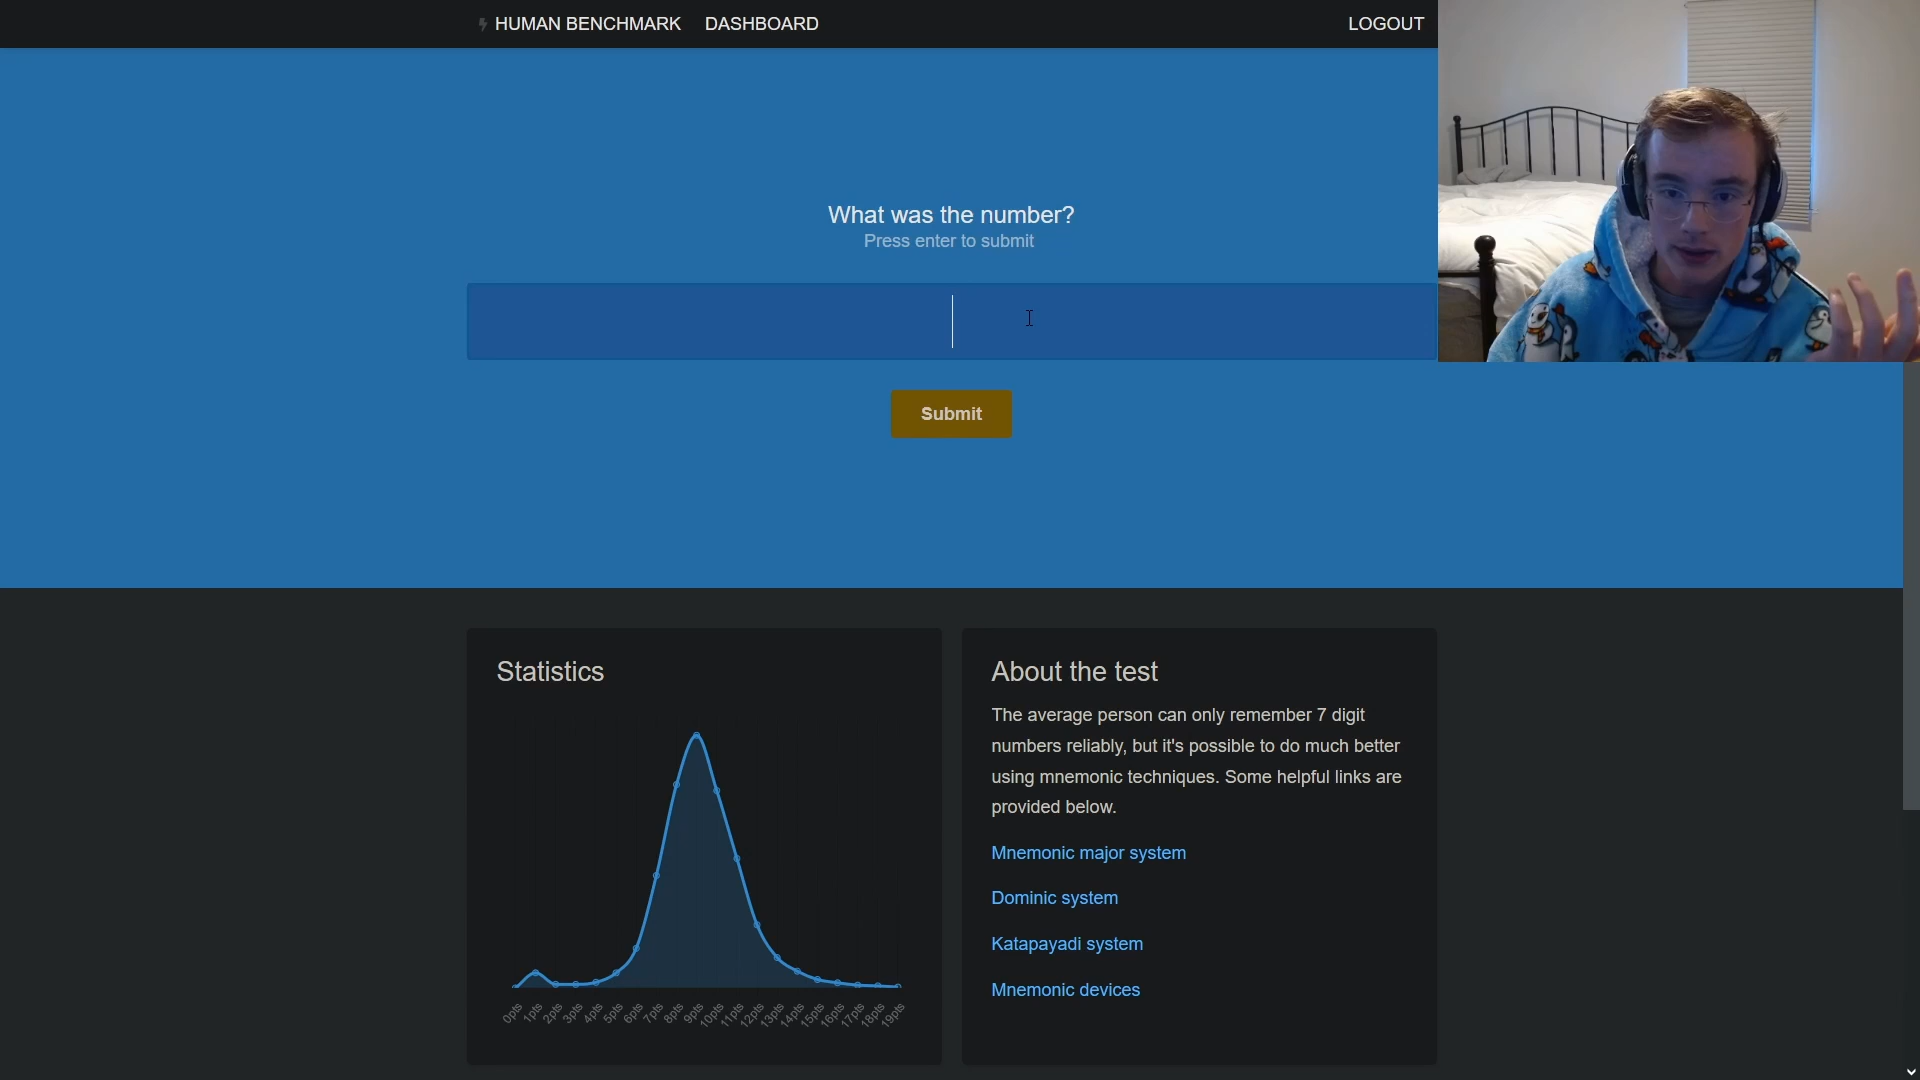 HUMAN BENCHMARK DASHBOARD LOGOUT
What was the number?
Press enter to submit
Submit
Statistics
0pts 1pts 2pts 3pts 4pts 5pts 6pts 7pts 8pts 9pts 10pts 11pts 12pts 13pts 14pts 15pts 16pts 17pts 18pts 19pts
About the test
The average person can only remember 7 digit
numbers reliably, but it's possible to do much better
using mnemonic techniques. Some helpful links are
provided below.
Mnemonic major system
Dominic system
Katapayadi system
Mnemonic devices